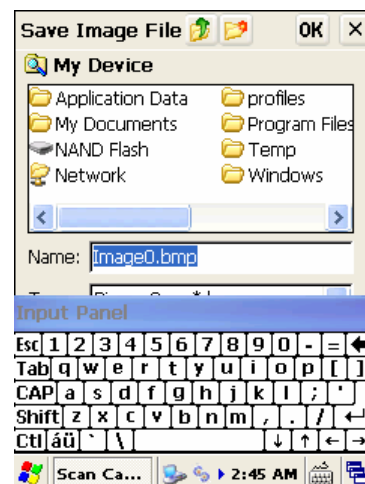 Save Image File OK ×
My Device
Application Data profiles
My Documents Program Files
NAND Flash Temp
Network Windows
Name: Image0.bmp
Input Panel
Esc 1 2 3 4 5 6 7 8 9 0 - =
Tab q w e r t y u i o p [ ]
CAP a s d f g h j k l ; '
Shift z x c v b n m , . /
Ctl áü ` \ ↓ ↑ ← →
Scan Ca... 2:45 AM